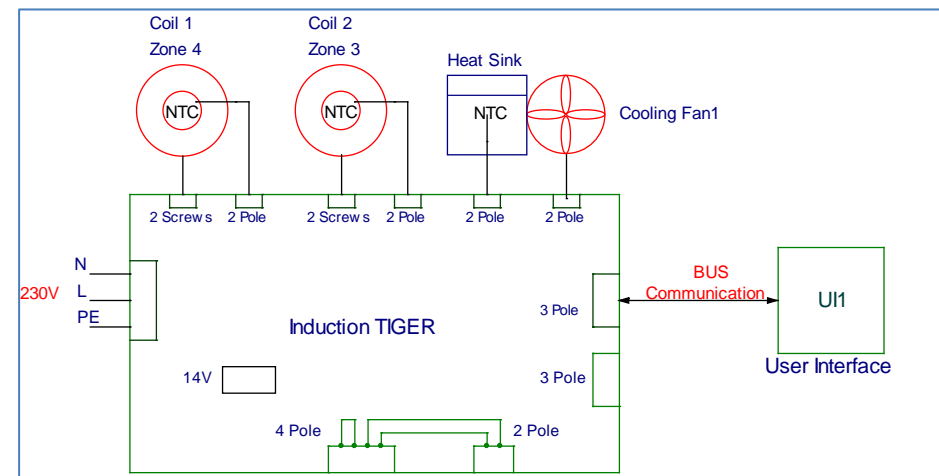 Coil 1
Zone 4
Coil 2
Zone 3
Heat Sink
NTC
NTC
NTC
Cooling Fan1
2 Screws
2 Pole
2 Screws
2 Pole
2 Pole
2 Pole
N
230V
L
PE
BUS
Communication
3 Pole
UI1
User Interface
Induction TIGER
14V
3 Pole
4 Pole
2 Pole